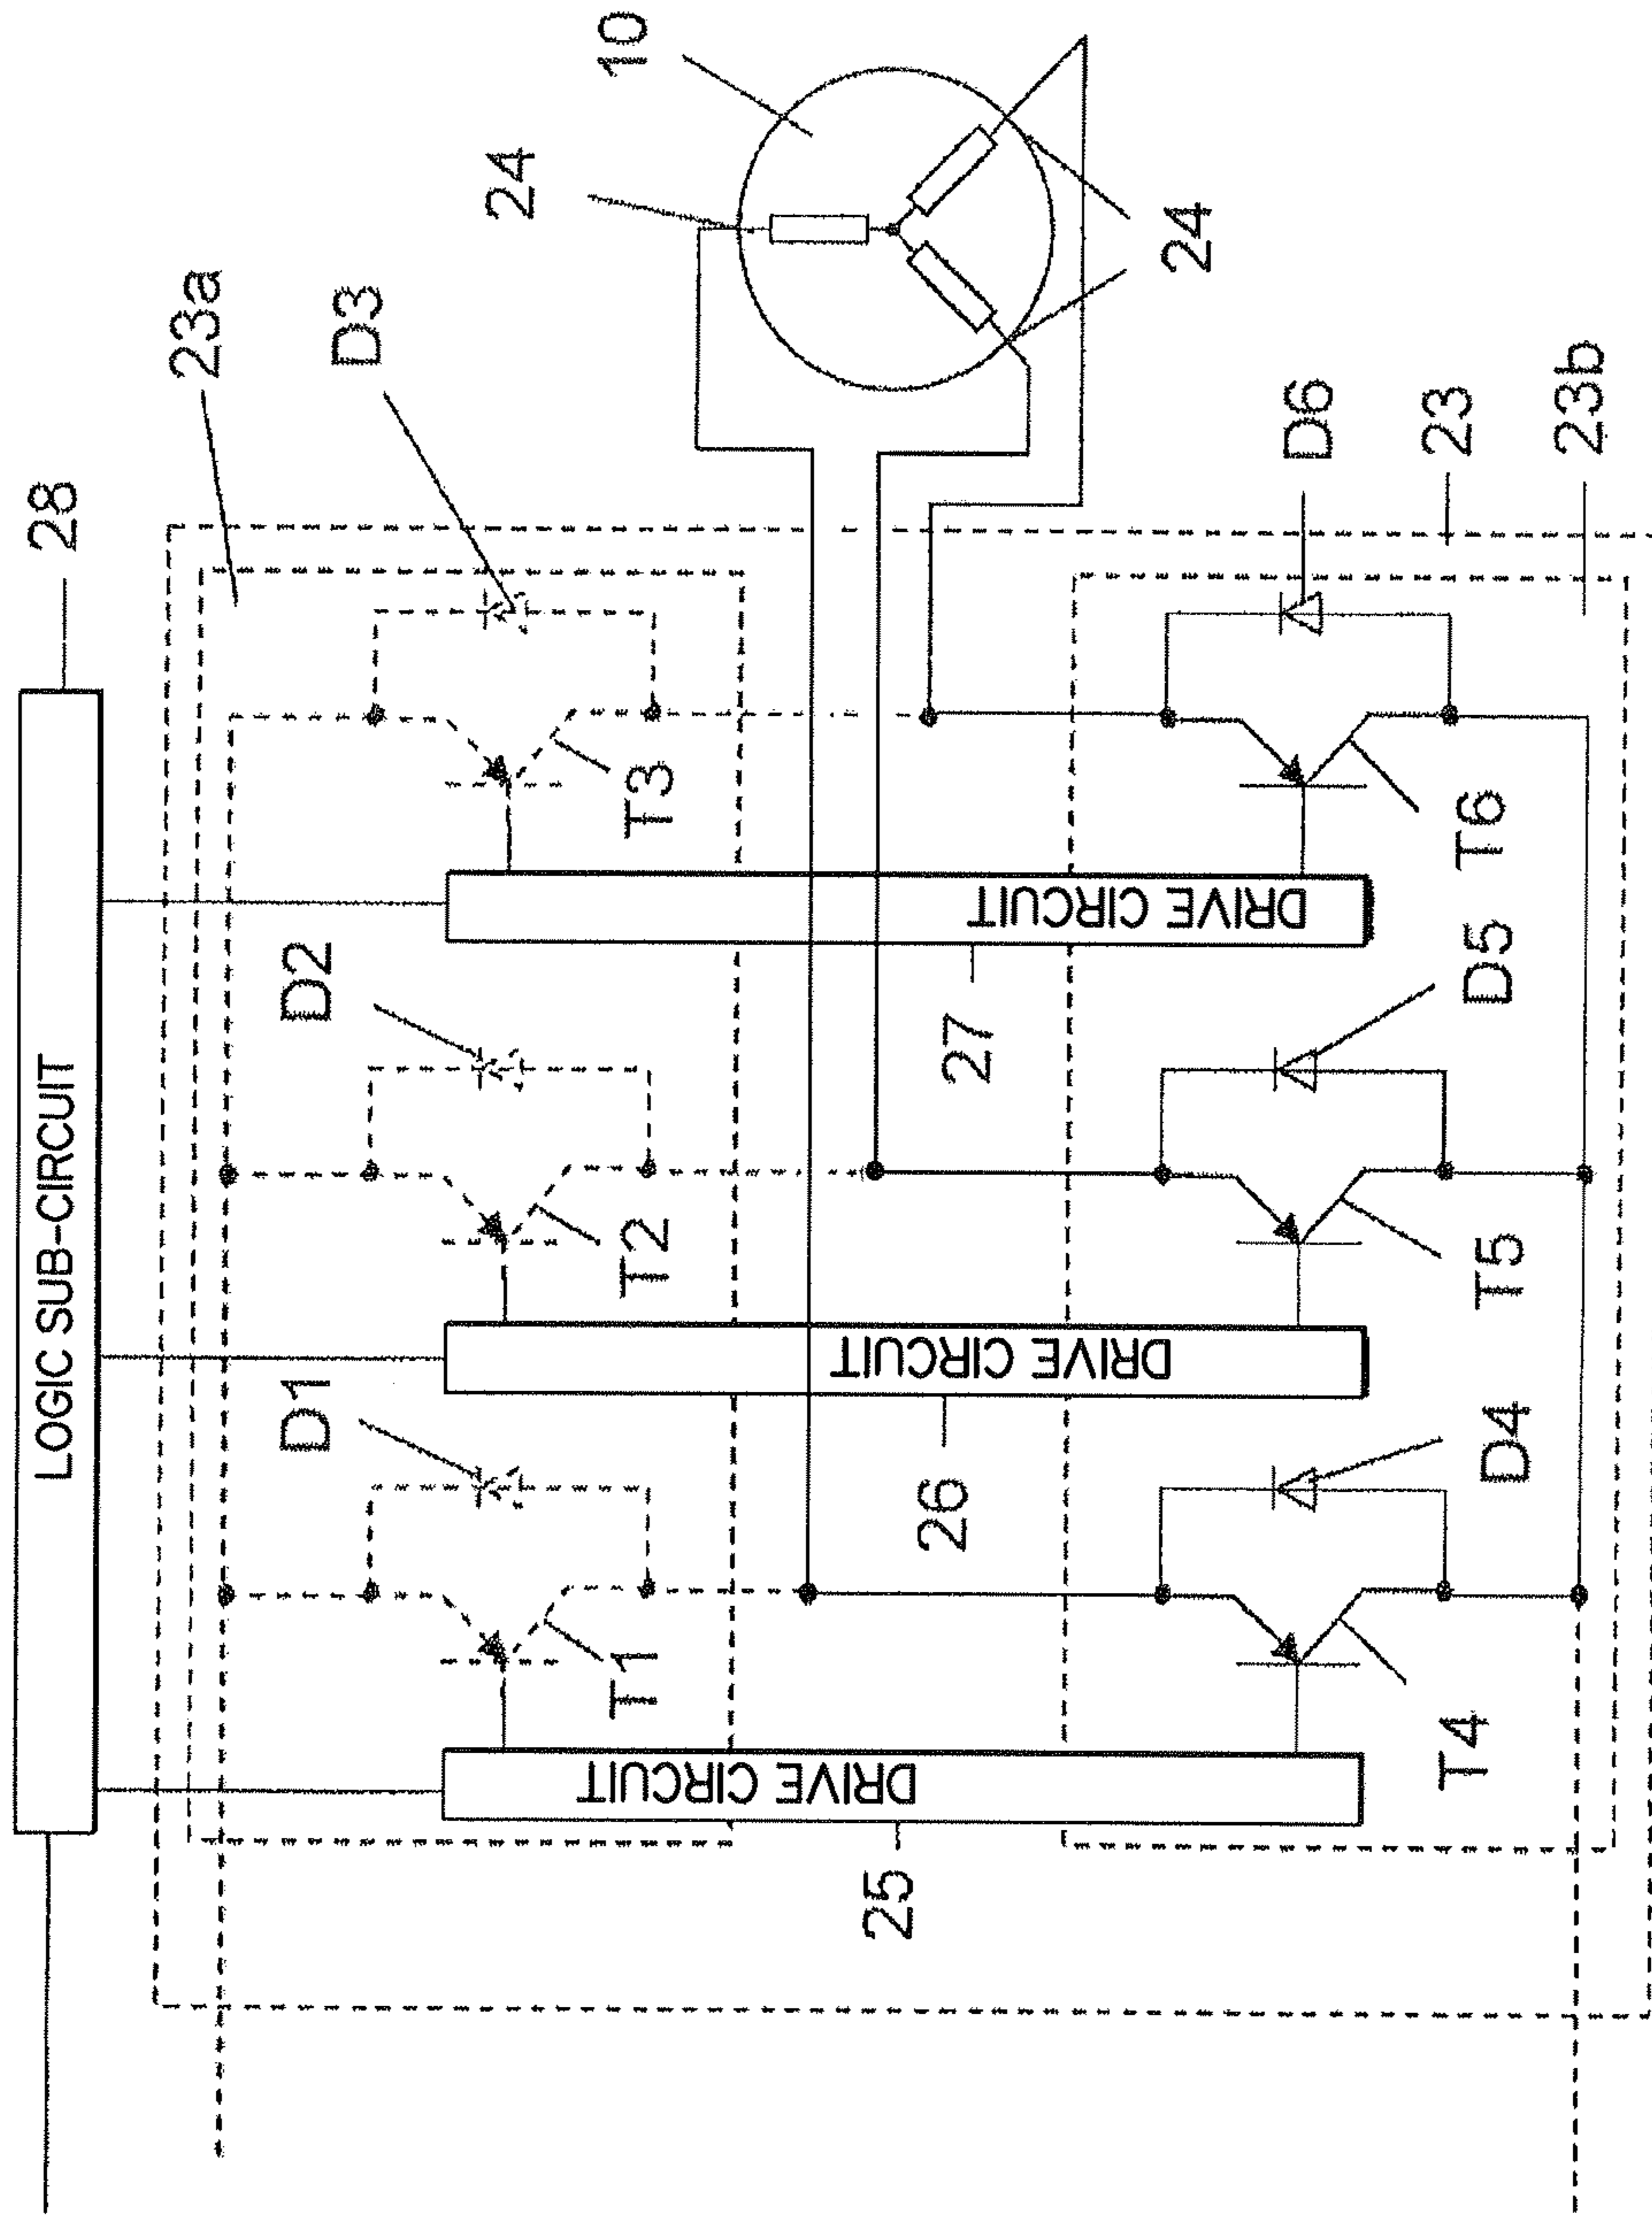 LOGIC SUB-CIRCUIT
28
23a
10
24
D1
D2
D3
T1
T2
T3
DRIVE CIRCUIT
DRIVE CIRCUIT
DRIVE CIRCUIT
25
26
27
24
D4
D5
D6
T4
T5
T6
23
23b